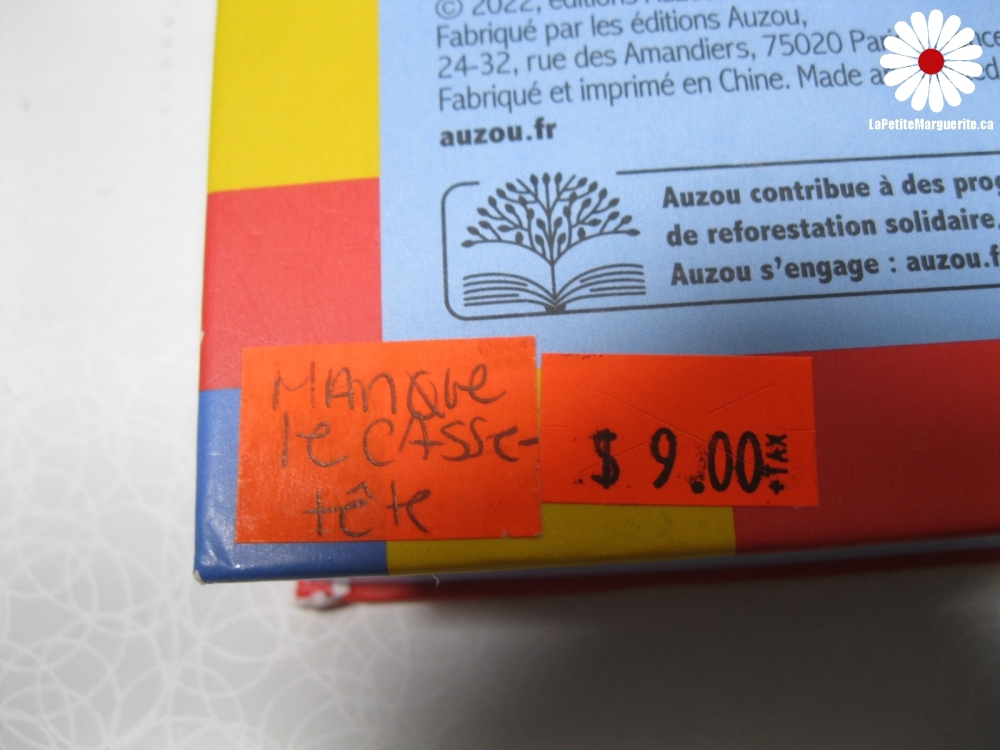 © 2022, éditions
Fabriqué par les éditions Auzou,
24-32, rue des Amandiers, 75020
Fabriqué et imprimé en Chine. Made
auzou.fr
Auzou contribue à des
de reforestation solidaire,
Auzou s'engage : auzou.f
MANQUE
le CASSE-
tête
$ 9.00 +TAX
LaPetiteMarguerite.ca